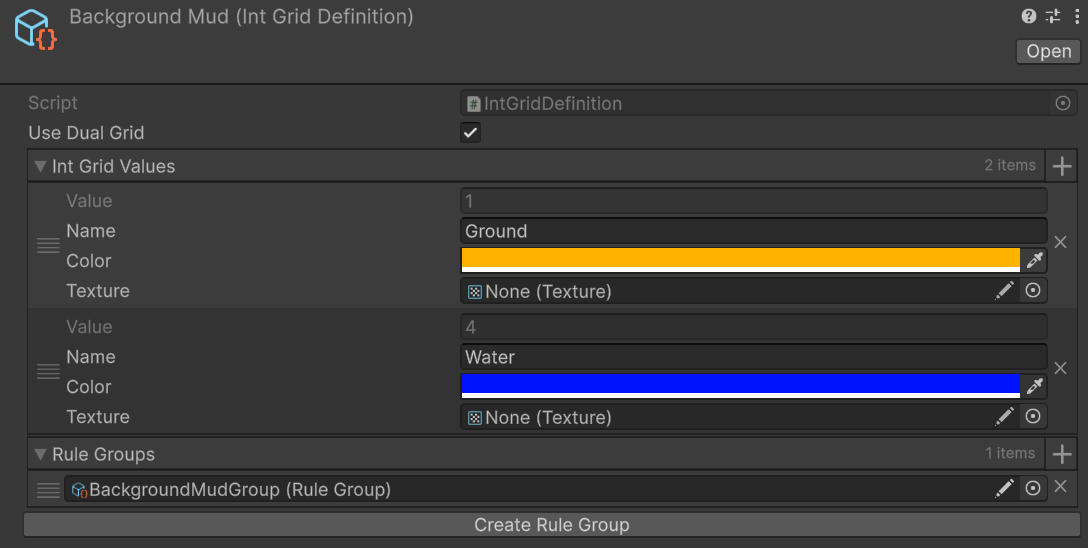 Background Mud (Int Grid Definition)
Open
Script
IntGridDefinition
Use Dual Grid
Int Grid Values
2 items
Value
1
Name
Ground
Color
Texture
None (Texture)
Value
4
Name
Water
Color
Texture
None (Texture)
Rule Groups
1 items
BackgroundMudGroup (Rule Group)
Create Rule Group